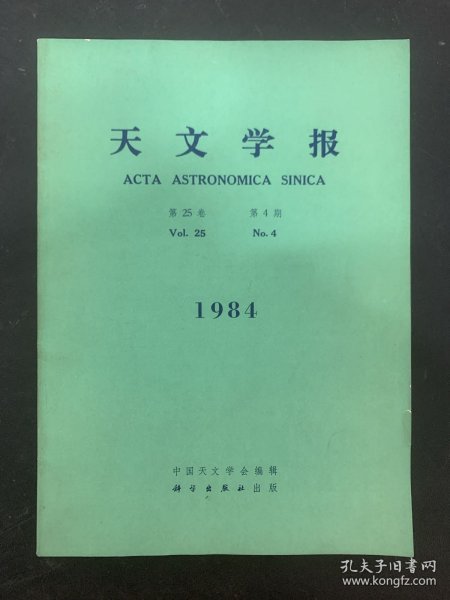 天文学报
ACTA ASTRONOMICA SINICA
第25卷 第4期
Vol. 25 No. 4
1984
中国天文学会编辑
科学出版社出版
孔夫子旧书网
www.kongfz.com